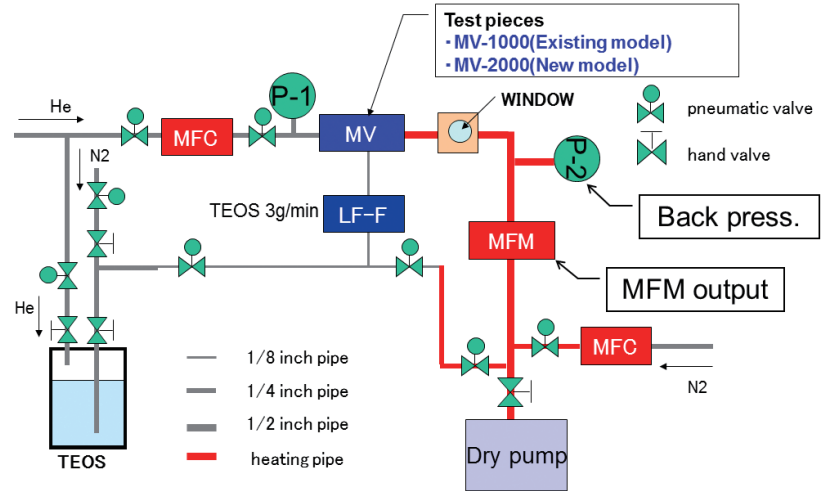 Test pieces
・MV-1000(Existing model)
・MV-2000(New model)
He
P-1
WINDOW
pneumatic valve
MFC
MV
N2
P-2
hand valve
TEOS 3g/min
LF-F
Back press.
MFM
MFM output
He
1/8 inch pipe
MFC
1/4 inch pipe
N2
1/2 inch pipe
TEOS
heating pipe
Dry pump